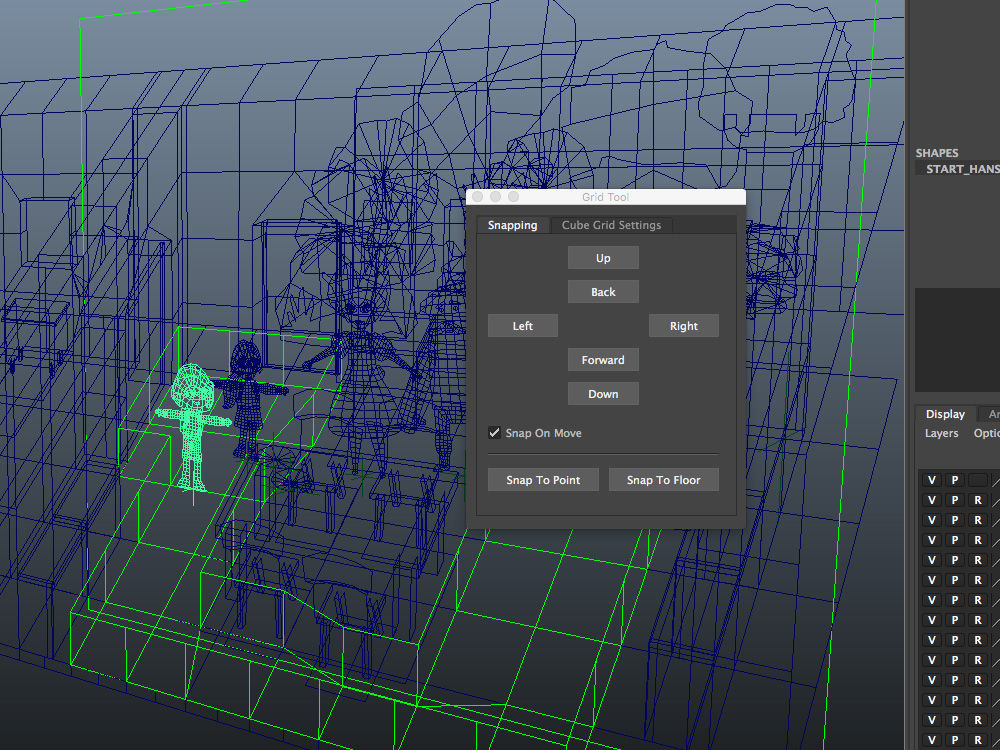 SHAPES
START_HANS
Grid Tool
Snapping Cube Grid Settings
Up
Back
Left Right
Forward
Down
Snap On Move
Snap To Point Snap To Floor
Display Ar
Layers Optic
V P
V P R
V P R
V P R
V P R
V P R
V P R
V P R
V P R
V P R
V P R
V P R
V P R
V P R